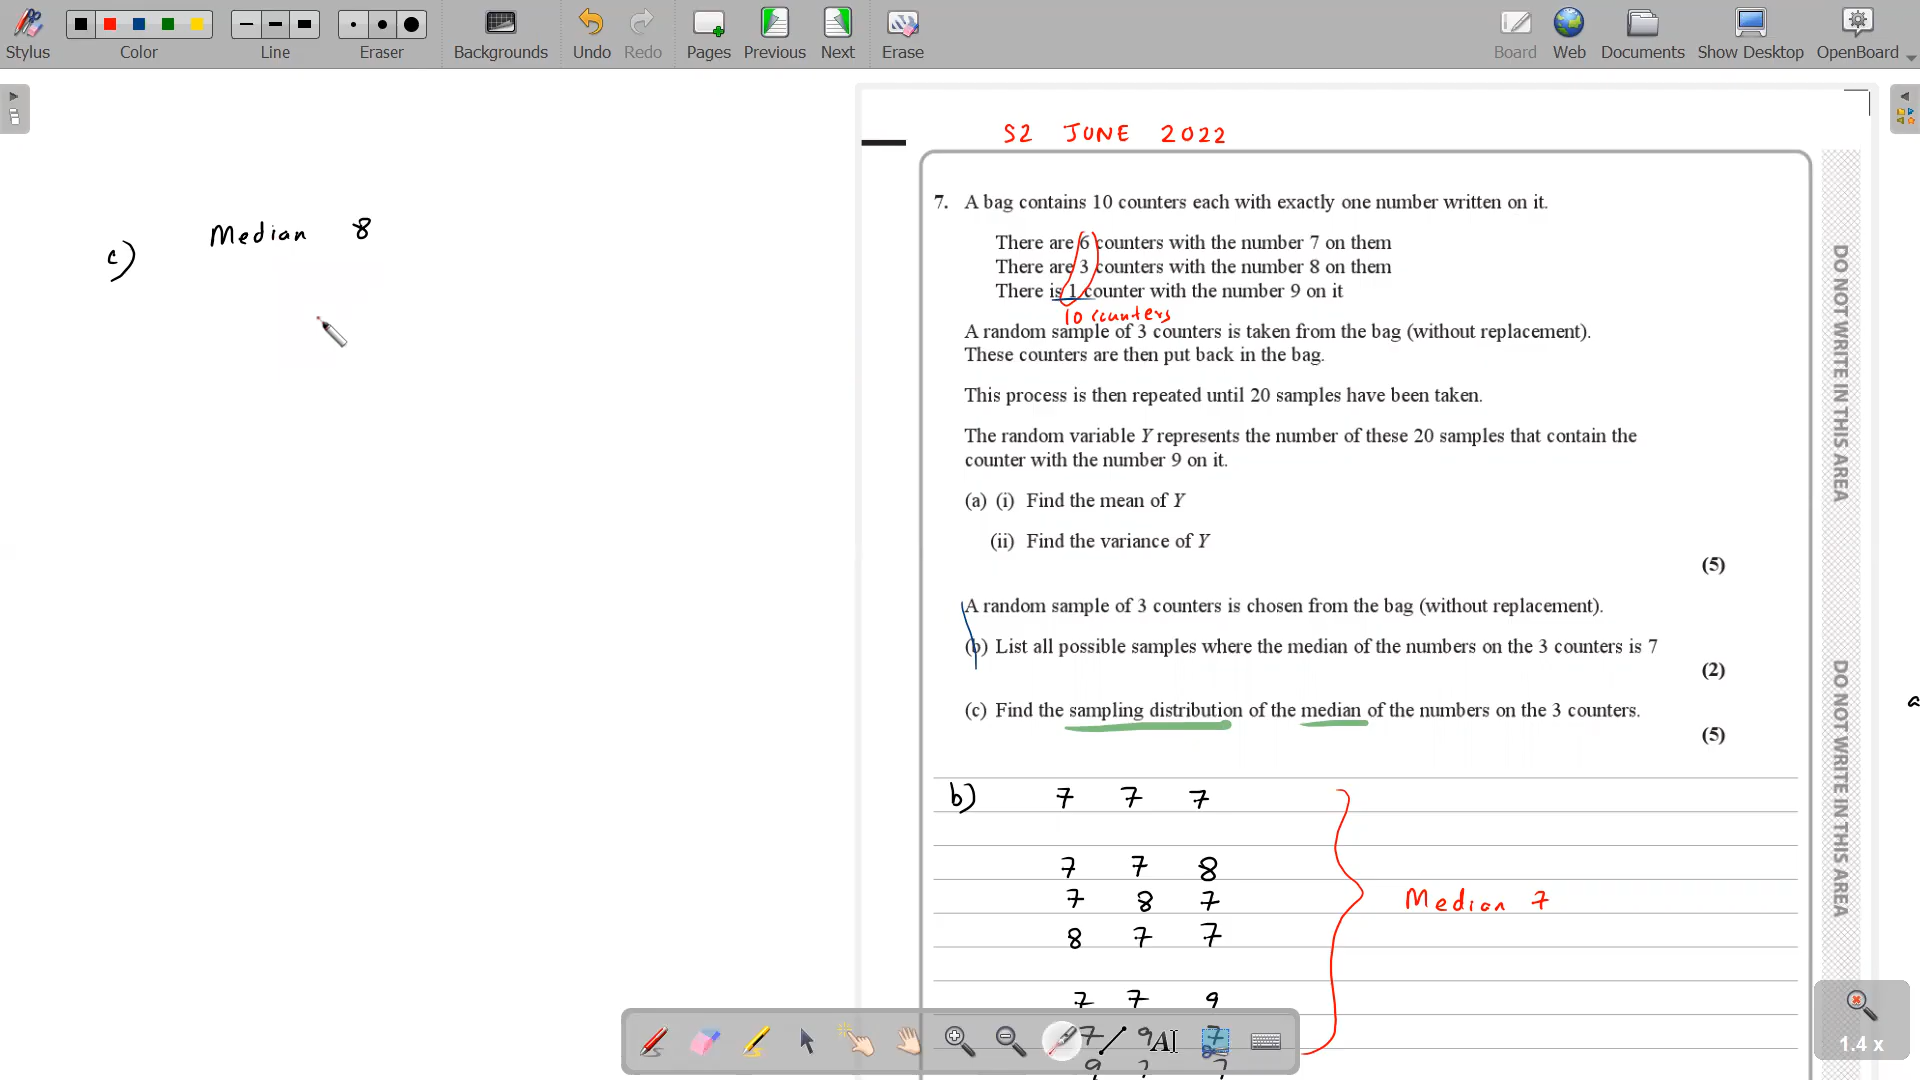 Stylus Color Line Eraser Backgrounds Undo Redo Pages Previous Next Erase Board Web Documents Show Desktop OpenBoard
c) Median 8
S2 JUNE 2022
7. A bag contains 10 counters each with exactly one number written on it.
There are 6 counters with the number 7 on them
There are 3 counters with the number 8 on them
There is 1 counter with the number 9 on it
10 counters
A random sample of 3 counters is taken from the bag (without replacement).
These counters are then put back in the bag.
This process is then repeated until 20 samples have been taken.
The random variable Y represents the number of these 20 samples that contain the
counter with the number 9 on it.
(a) (i) Find the mean of Y
(ii) Find the variance of Y
(5)
A random sample of 3 counters is chosen from the bag (without replacement).
(b) List all possible samples where the median of the numbers on the 3 counters is 7
(2)
(c) Find the sampling distribution of the median of the numbers on the 3 counters.
(5)
b) 7 7 7
7 7 8
7 8 7
8 7 7
7 7 9
7 9 7
9 7 7
Median 7
DO NOT WRITE IN THIS AREA
DO NOT WRITE IN THIS AREA
a
1.4 x